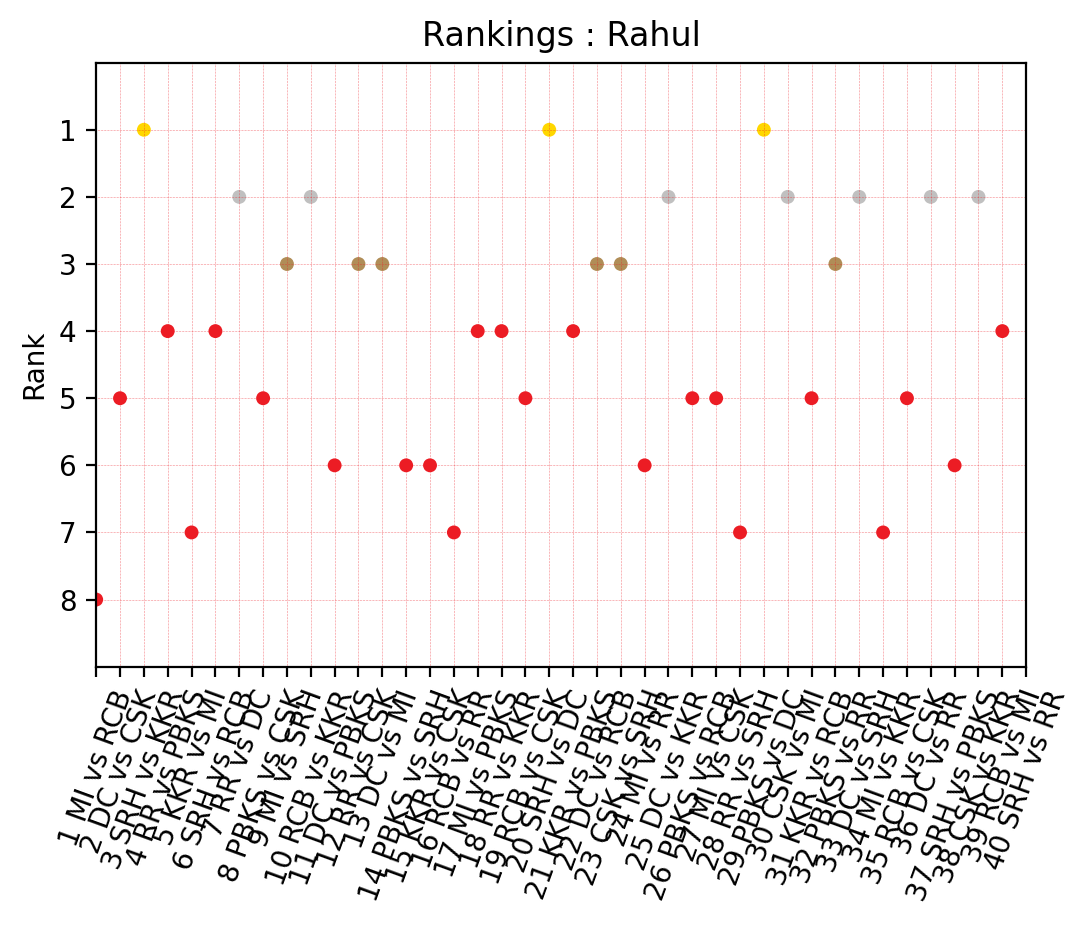 Rankings : Rahul
Rank
1
2
3
4
5
6
7
8
1 MI vs RCB
2 DC vs CSK
3 SRH vs KKR
4 RR vs PBKS
5 KKR vs MI
6 SRH vs RCB
7 RR vs DC
8 PBKS vs CSK
9 MI vs SRH
10 RCB vs KKR
11 DC vs PBKS
12 RR vs CSK
13 DC vs MI
14 PBKS vs SRH
15 KKR vs CSK
16 RCB vs RR
17 MI vs PBKS
18 RR vs KKR
19 RCB vs CSK
20 SRH vs DC
21 KKR vs PBKS
22 DC vs RCB
23 CSK vs SRH
24 MI vs RR
25 DC vs KKR
26 PBKS vs RCB
27 MI vs CSK
28 RR vs SRH
29 PBKS vs DC
30 CSK vs MI
31 KKR vs RCB
32 PBKS vs RR
33 DC vs SRH
34 MI vs KKR
35 RCB vs CSK
36 DC vs RR
37 SRH vs PBKS
38 CSK vs KKR
39 RCB vs MI
40 SRH vs RR